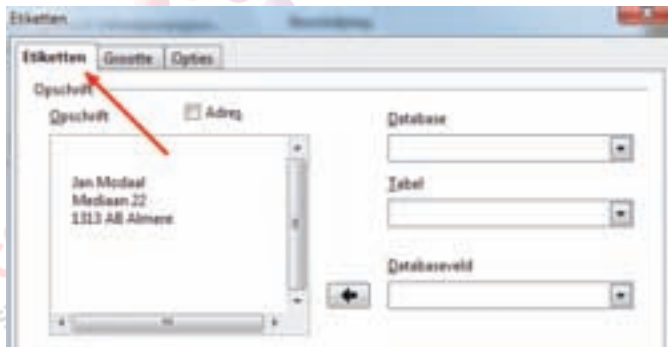 Etiketten
Etiketten Grootte Opties
Opschrift
Opschrift Adres Database
Jan Modaal
Mediaan 22
1313 AB Almere
Tabel
Databaseveld